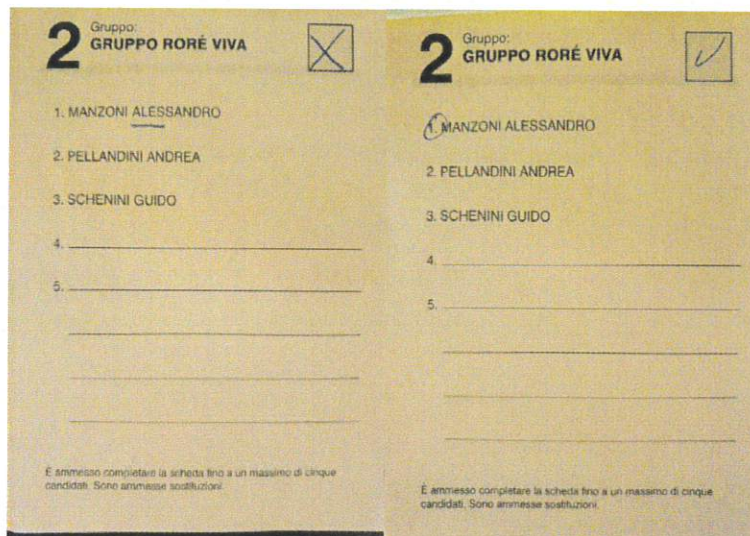 2
Gruppo:
GRUPPO RORÉ VIVA
1. MANZONI ALESSANDRO
2. PELLANDINI ANDREA
3. SCHENINI GUIDO
4.
5.
È ammesso completare la scheda fino a un massimo di cinque
candidati. Sono ammesse sostituzioni.
2
Gruppo:
GRUPPO RORÉ VIVA
1. MANZONI ALESSANDRO
2. PELLANDINI ANDREA
3. SCHENINI GUIDO
4.
5.
È ammesso completare la scheda fino a un massimo di cinque
candidati. Sono ammesse sostituzioni.